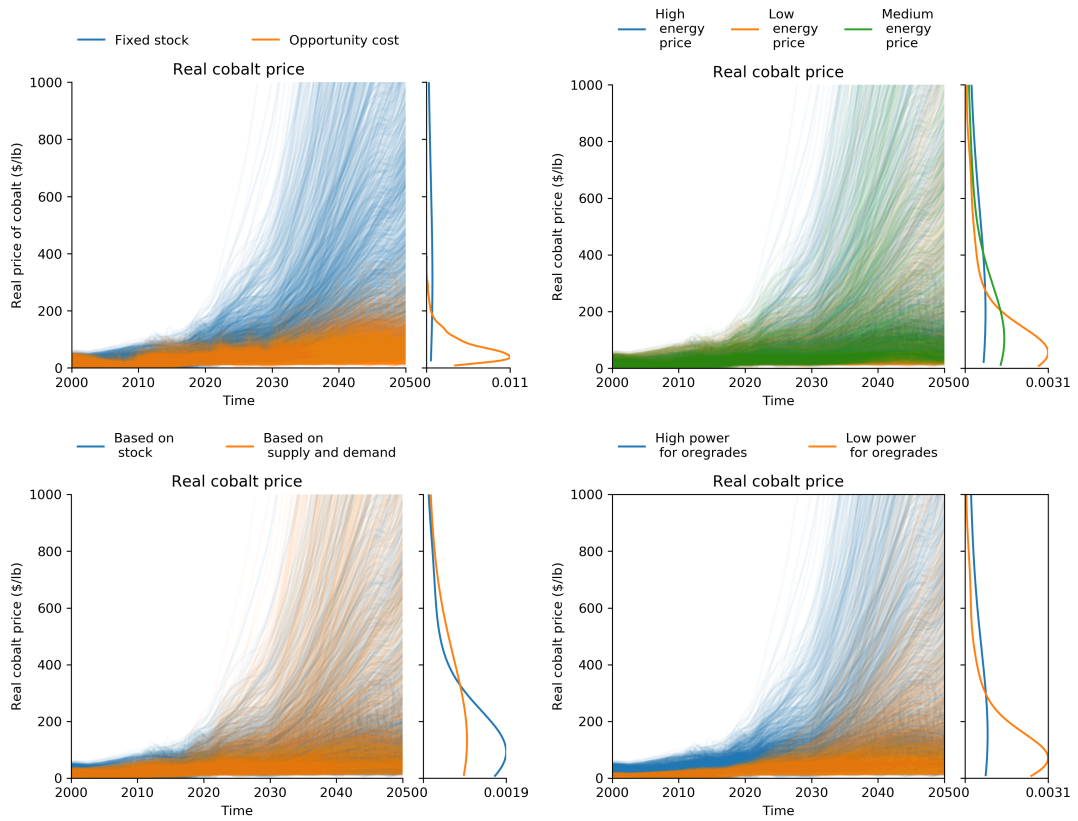 Fixed stock
Opportunity cost
Real cobalt price
Real price of cobalt ($/lb)
1000
800
600
400
200
0
2000
2010
2020
2030
2040
2050
0
0.011
Time
High
energy
price
Low
energy
price
Medium
energy
price
Real cobalt price
Real cobalt price ($/lb)
1000
800
600
400
200
0
2000
2010
2020
2030
2040
2050
0
0.0031
Time
Based on
stock
Based on
supply and demand
Real cobalt price
Real cobalt price ($/lb)
1000
800
600
400
200
0
2000
2010
2020
2030
2040
2050
0
0.0019
Time
High power
for oregrades
Low power
for oregrades
Real cobalt price
Real cobalt price ($/lb)
1000
800
600
400
200
0
2000
2010
2020
2030
2040
2050
0
0.0031
Time